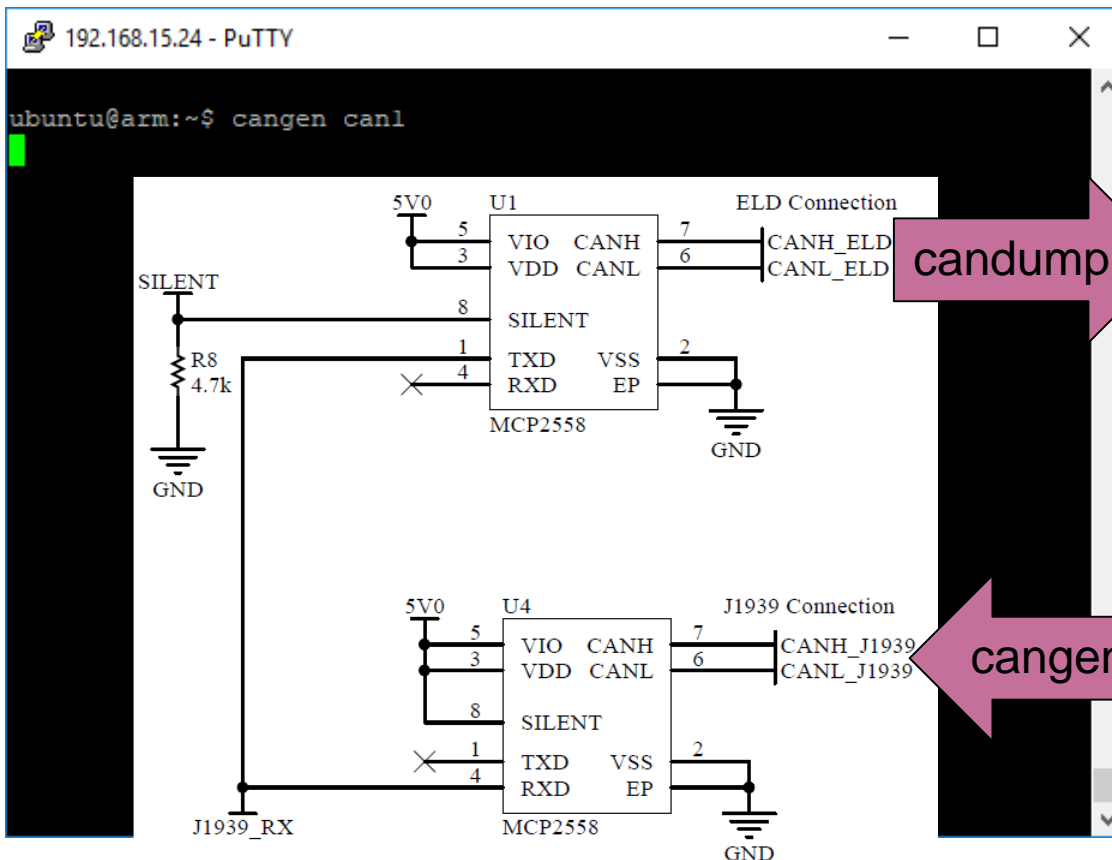 192.168.15.24 - PuTTY
ubuntu@arm:~$ cangen can1
5V0
U1
ELD Connection
5 VIO CANH 7 CANH_ELD
3 VDD CANL 6 CANL_ELD
candump
SILENT
8 SILENT
1 TXD VSS 2
4 RXD EP
R8
4.7k
MCP2558
GND
GND
5V0
U4
J1939 Connection
5 VIO CANH 7 CANH_J1939
3 VDD CANL 6 CANL_J1939
cangen
8 SILENT
1 TXD VSS 2
4 RXD EP
J1939_RX
MCP2558
GND